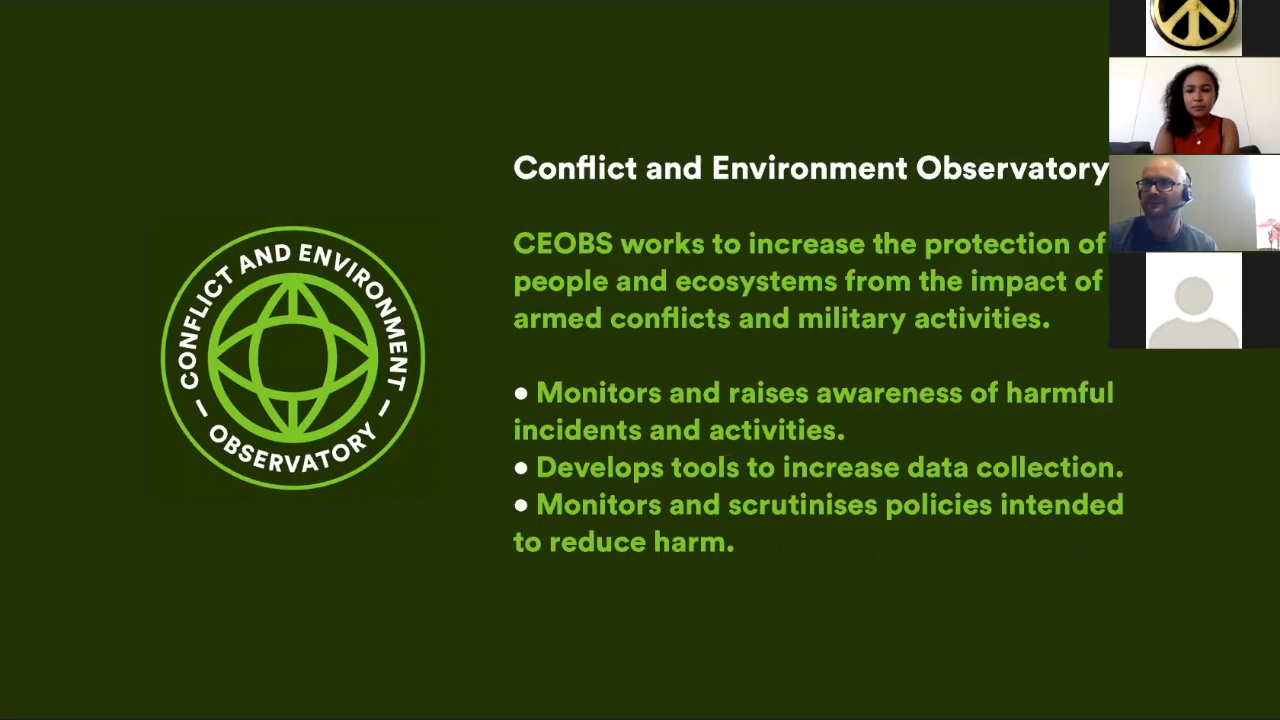 CONFLICT AND ENVIRONMENT
— OBSERVATORY —
Conflict and Environment Observatory
CEOBS works to increase the protection of
people and ecosystems from the impact of
armed conflicts and military activities.
● Monitors and raises awareness of harmful
incidents and activities.
● Develops tools to increase data collection.
● Monitors and scrutinises policies intended
to reduce harm.